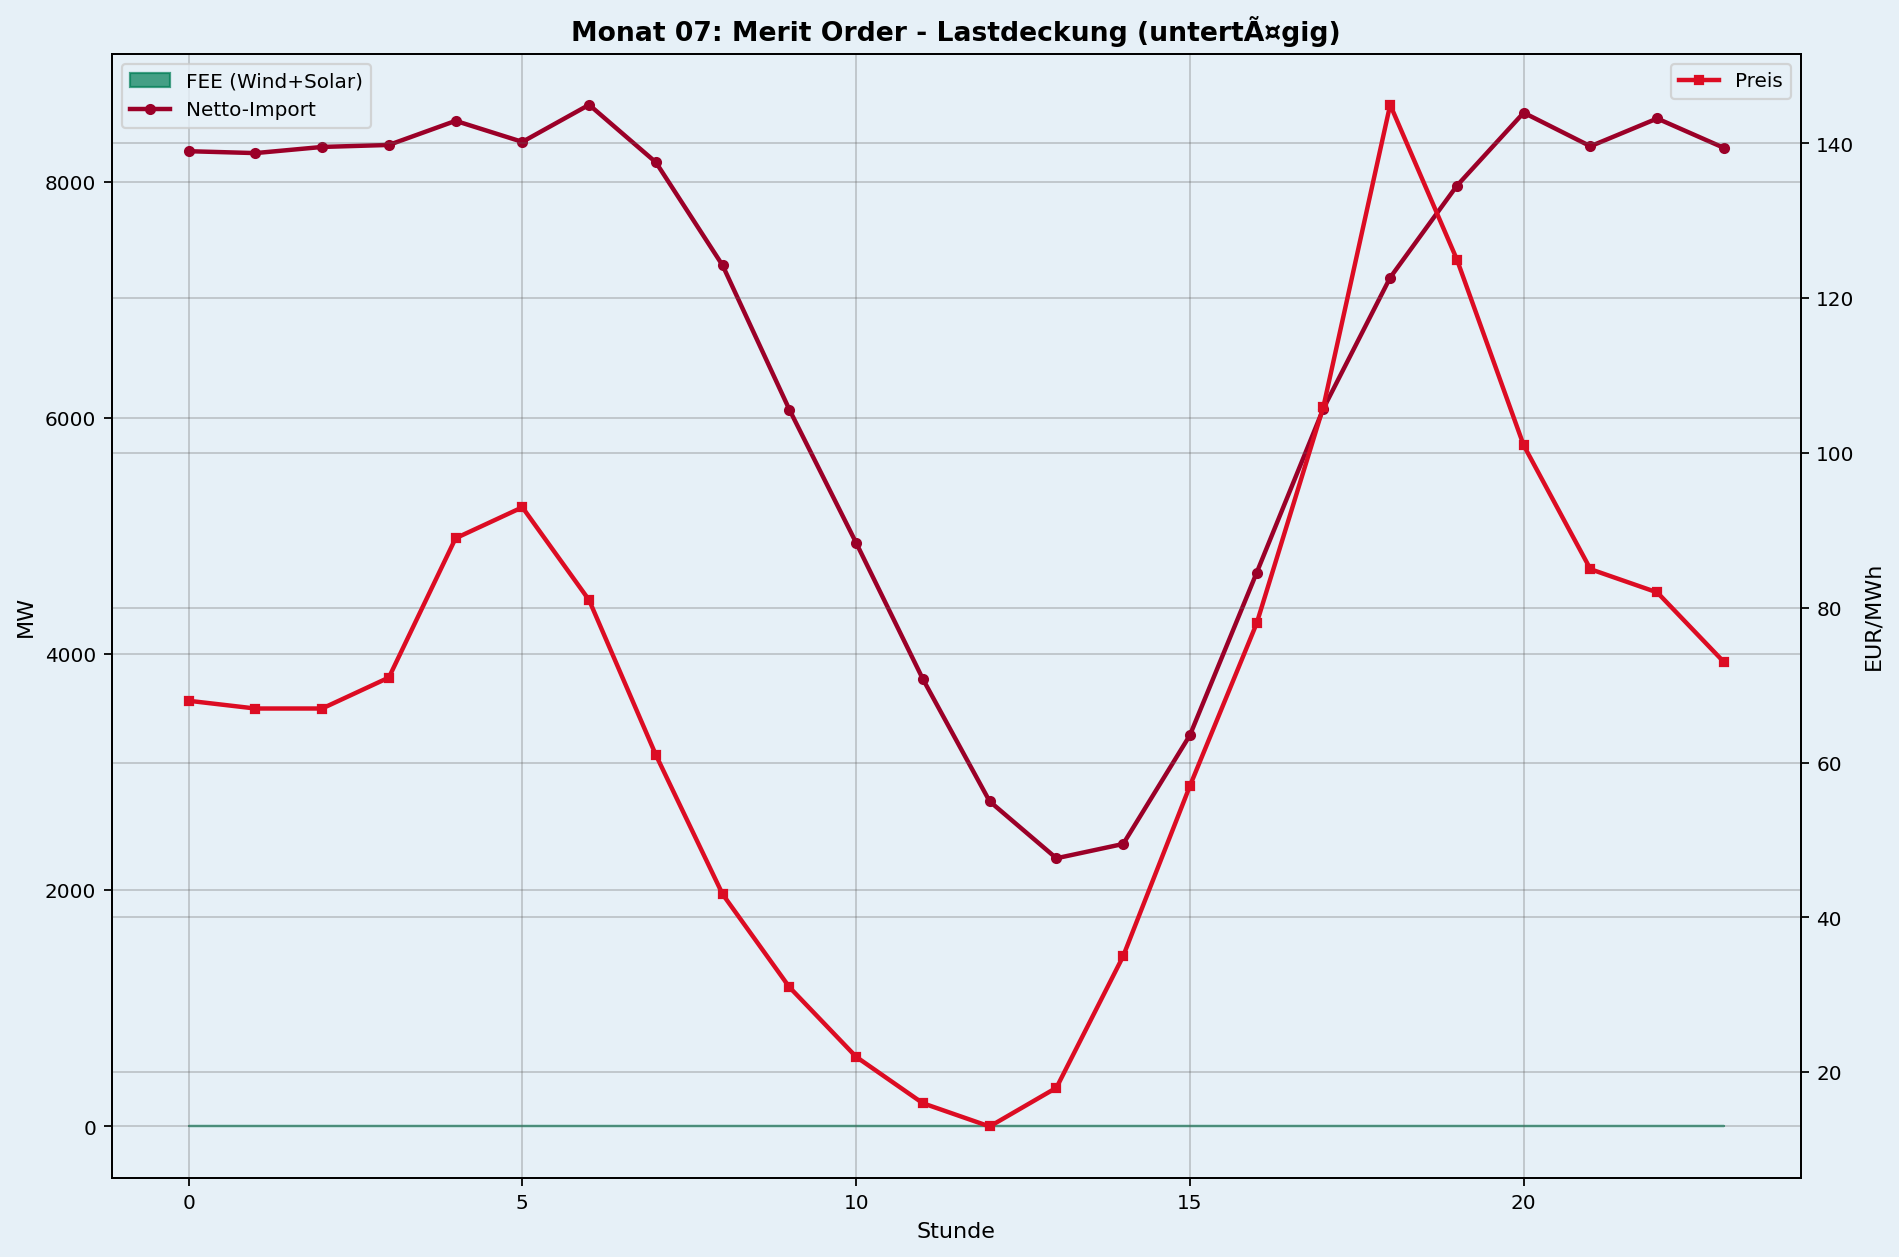 Monat 07: Merit Order - Lastdeckung (untertÃ¤gig)
FEE (Wind+Solar)
Netto-Import
Preis
8000
6000
4000
2000
0
MW
140
120
100
80
60
40
20
EUR/MWh
0
5
10
15
20
Stunde